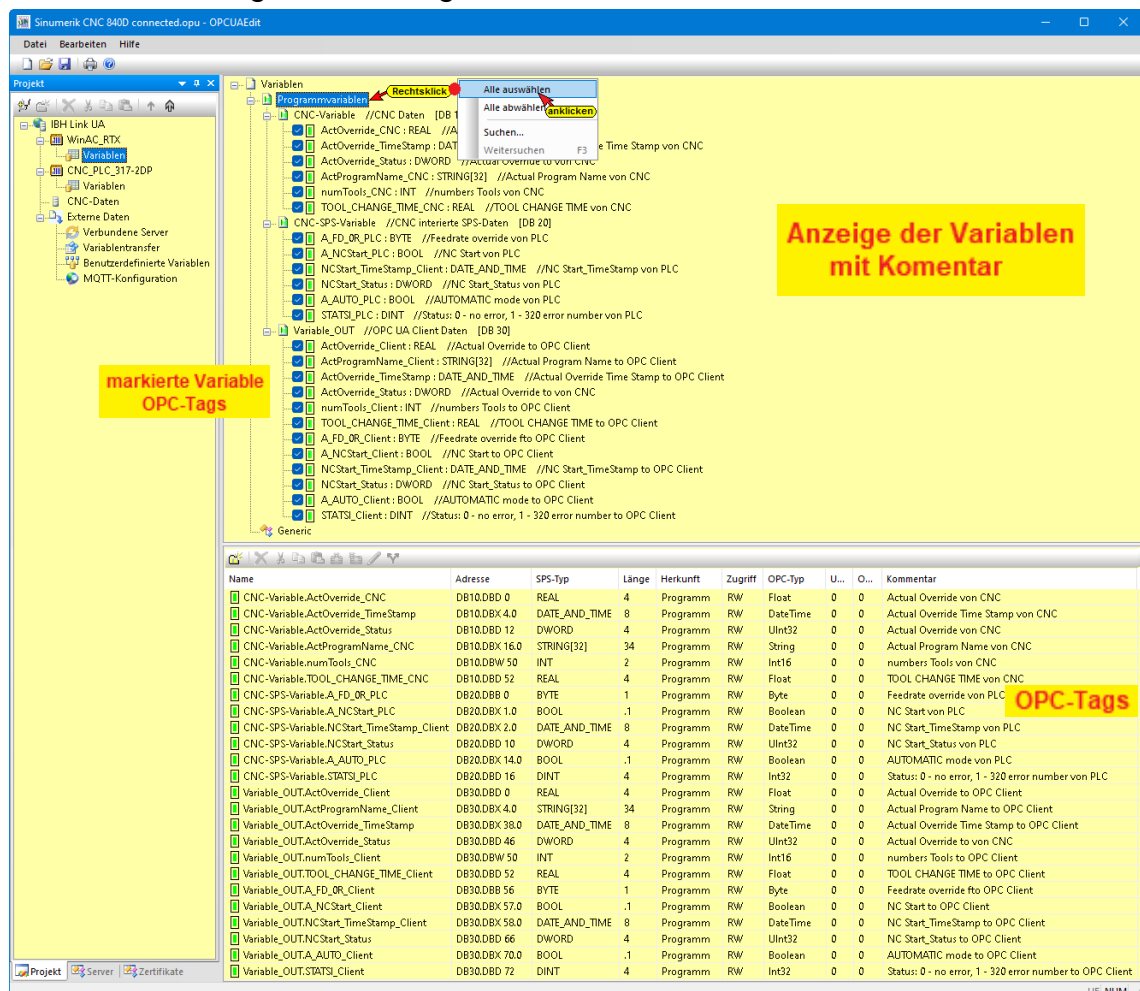 Sinumerik CNC 840D connected.opu - OPCUAEdit
Datei Bearbeiten Hilfe
Projekt
IBH Link UA
WinAC_RTX
Variablen
CNC_PLC_317-2DP
Variablen
CNC-Daten
Externe Daten
Verbundene Server
Variablentransfer
Benutzerdefinierte Variablen
MQTT-Konfiguration
markierte Variable
OPC-Tags
Projekt Server Zertifikate
Variablen
Programmvariablen
Rechtsklick
Alle auswählen
Alle abwählen
anklicken
Suchen...
Weitersuchen F3
CNC-Variable //CNC Daten [DB 1
ActOverride_CNC : REAL //A
ActOverride_TimeStamp : DAT e Time Stamp von CNC
ActOverride_Status : DWORD //Actual Override to von CNC
ActProgramName_CNC : STRING[32] //Actual Program Name von CNC
numTools_CNC : INT //numbers Tools von CNC
TOOL_CHANGE_TIME_CNC : REAL //TOOL CHANGE TIME von CNC
CNC-SPS-Variable //CNC interierte SPS-Daten [DB 20]
A_FD_0R_PLC : BYTE //Feedrate override von PLC
A_NCStart_PLC : BOOL //NC Start von PLC
NCStart_TimeStamp_Client : DATE_AND_TIME //NC Start_TimeStamp von PLC
NCStart_Status : DWORD //NC Start_Status von PLC
A_AUTO_PLC : BOOL //AUTOMATIC mode von PLC
STATSI_PLC : DINT //Status: 0 - no error, 1 - 320 error number von PLC
Variable_OUT //OPC UA Client Daten [DB 30]
ActOverride_Client : REAL //Actual Override to OPC Client
ActProgramName_Client : STRING[32] //Actual Program Name to OPC Client
ActOverride_TimeStamp : DATE_AND_TIME //Actual Override Time Stamp to OPC Client
ActOverride_Status : DWORD //Actual Override to von CNC
numTools_Client : INT //numbers Tools to OPC Client
TOOL_CHANGE_TIME_Client : REAL //TOOL CHANGE TIME to OPC Client
A_FD_0R_Client : BYTE //Feedrate override fto OPC Client
A_NCStart_Client : BOOL //NC Start to OPC Client
NCStart_TimeStamp_Client : DATE_AND_TIME //NC Start_TimeStamp to OPC Client
NCStart_Status : DWORD //NC Start_Status to OPC Client
A_AUTO_Client : BOOL //AUTOMATIC mode to OPC Client
STATSI_Client : DINT //Status: 0 - no error, 1 - 320 error number to OPC Client
Generic
Anzeige der Variablen
mit Komentar
Name Adresse SPS-Typ Länge Herkunft Zugriff OPC-Typ U... O... Kommentar
CNC-Variable.ActOverride_CNC DB10.DBD 0 REAL 4 Programm RW Float 0 0 Actual Override von CNC
CNC-Variable.ActOverride_TimeStamp DB10.DBX 4.0 DATE_AND_TIME 8 Programm RW DateTime 0 0 Actual Override Time Stamp von CNC
CNC-Variable.ActOverride_Status DB10.DBD 12 DWORD 4 Programm RW UInt32 0 0 Actual Override von CNC
CNC-Variable.ActProgramName_CNC DB10.DBX 16.0 STRING[32] 34 Programm RW String 0 0 Actual Program Name von CNC
CNC-Variable.numTools_CNC DB10.DBW 50 INT 2 Programm RW Int16 0 0 numbers Tools von CNC
CNC-Variable.TOOL_CHANGE_TIME_CNC DB10.DBD 52 REAL 4 Programm RW Float 0 0 TOOL CHANGE TIME von CNC
CNC-SPS-Variable.A_FD_0R_PLC DB20.DBB 0 BYTE 1 Programm RW Byte 0 0 Feedrate override von PLC
CNC-SPS-Variable.A_NCStart_PLC DB20.DBX 1.0 BOOL .1 Programm RW Boolean 0 0 NC Start von PLC
CNC-SPS-Variable.NCStart_TimeStamp_Client DB20.DBX 2.0 DATE_AND_TIME 8 Programm RW DateTime 0 0 NC Start_TimeStamp von PLC
CNC-SPS-Variable.NCStart_Status DB20.DBD 10 DWORD 4 Programm RW UInt32 0 0 NC Start_Status von PLC
CNC-SPS-Variable.A_AUTO_PLC DB20.DBX 14.0 BOOL .1 Programm RW Boolean 0 0 AUTOMATIC mode von PLC
CNC-SPS-Variable.STATSI_PLC DB20.DBD 16 DINT 4 Programm RW Int32 0 0 Status: 0 - no error, 1 - 320 error number von PLC
Variable_OUT.ActOverride_Client DB30.DBD 0 REAL 4 Programm RW Float 0 0 Actual Override to OPC Client
Variable_OUT.ActProgramName_Client DB30.DBX 4.0 STRING[32] 34 Programm RW String 0 0 Actual Program Name to OPC Client
Variable_OUT.ActOverride_TimeStamp DB30.DBX 38.0 DATE_AND_TIME 8 Programm RW DateTime 0 0 Actual Override Time Stamp to OPC Client
Variable_OUT.ActOverride_Status DB30.DBD 46 DWORD 4 Programm RW UInt32 0 0 Actual Override to von CNC
Variable_OUT.numTools_Client DB30.DBW 50 INT 2 Programm RW Int16 0 0 numbers Tools to OPC Client
Variable_OUT.TOOL_CHANGE_TIME_Client DB30.DBD 52 REAL 4 Programm RW Float 0 0 TOOL CHANGE TIME to OPC Client
Variable_OUT.A_FD_0R_Client DB30.DBB 56 BYTE 1 Programm RW Byte 0 0 Feedrate override fto OPC Client
Variable_OUT.A_NCStart_Client DB30.DBX 57.0 BOOL .1 Programm RW Boolean 0 0 NC Start to OPC Client
Variable_OUT.NCStart_TimeStamp_Client DB30.DBX 58.0 DATE_AND_TIME 8 Programm RW DateTime 0 0 NC Start_TimeStamp to OPC Client
Variable_OUT.NCStart_Status DB30.DBD 66 DWORD 4 Programm RW UInt32 0 0 NC Start_Status to OPC Client
Variable_OUT.A_AUTO_Client DB30.DBX 70.0 BOOL .1 Programm RW Boolean 0 0 AUTOMATIC mode to OPC Client
Variable_OUT.STATSI_Client DB30.DBD 72 DINT 4 Programm RW Int32 0 0 Status: 0 - no error, 1 - 320 error number to OPC Client
OPC-Tags